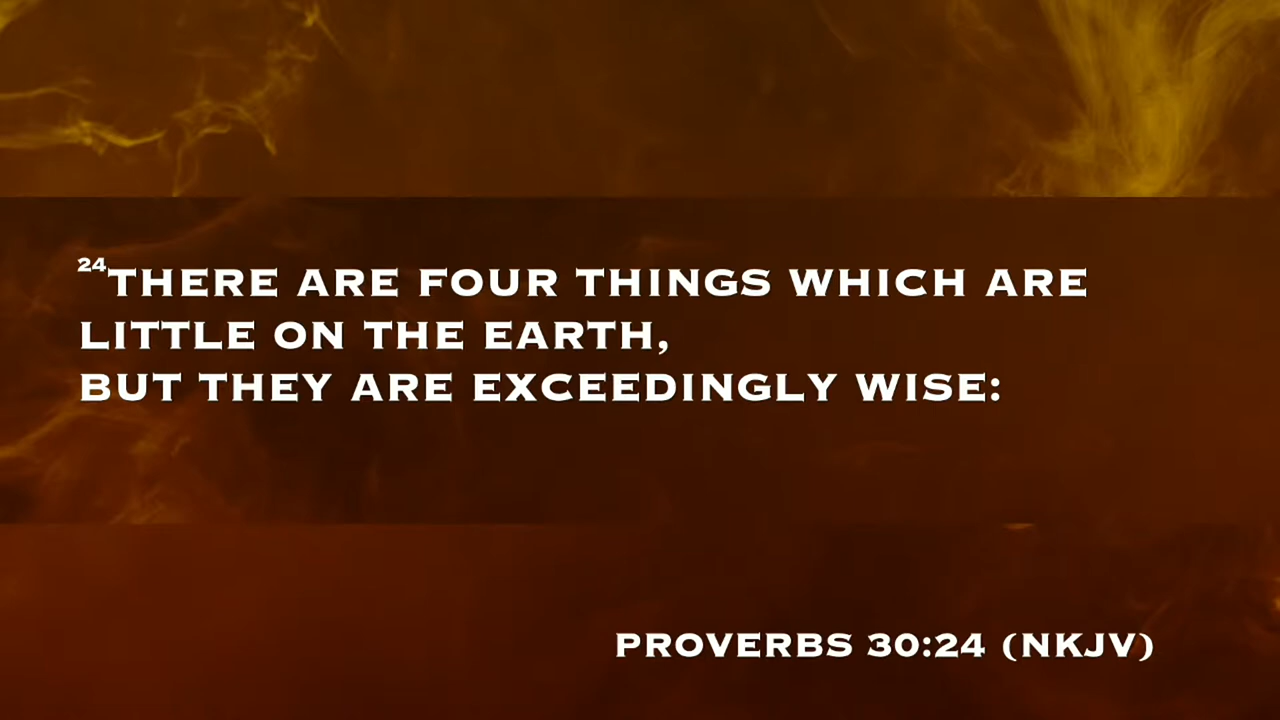 24THERE ARE FOUR THINGS WHICH ARE
LITTLE ON THE EARTH,
BUT THEY ARE EXCEEDINGLY WISE:
PROVERBS 30:24 (NKJV)